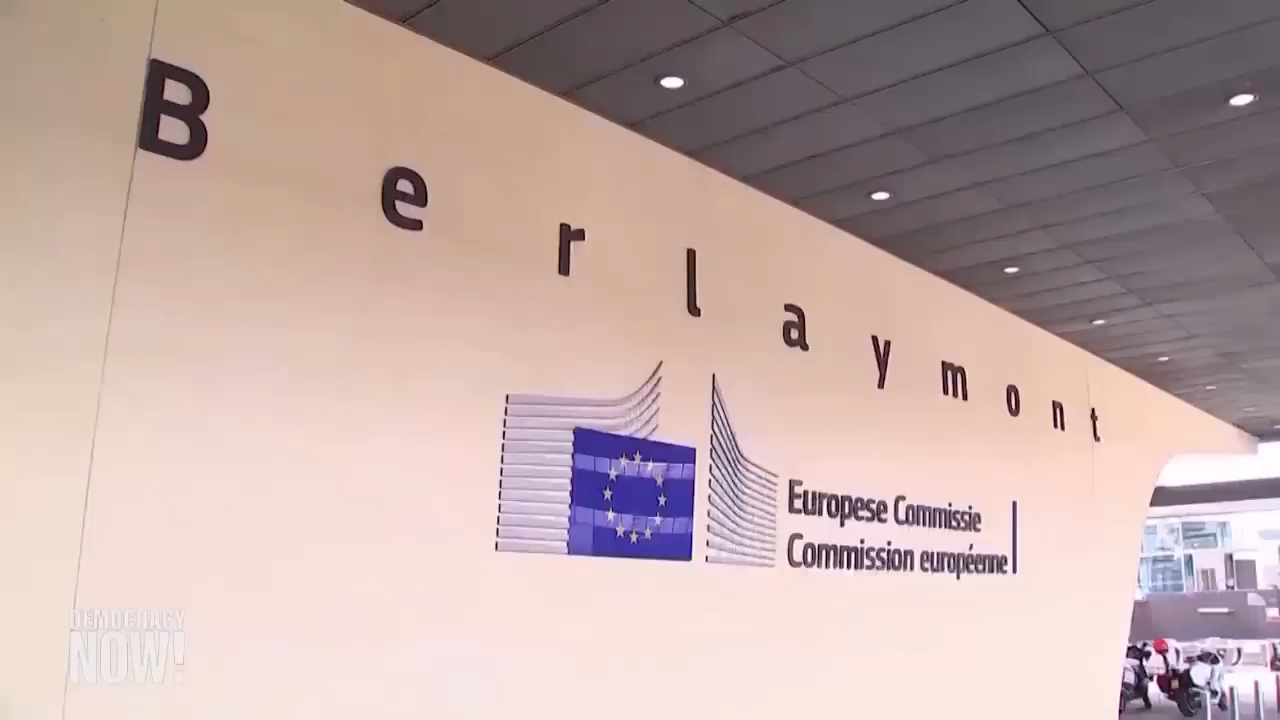 Berlaymont
Europese Commissie
Commission européenne
DEMOCRACY
NOW!